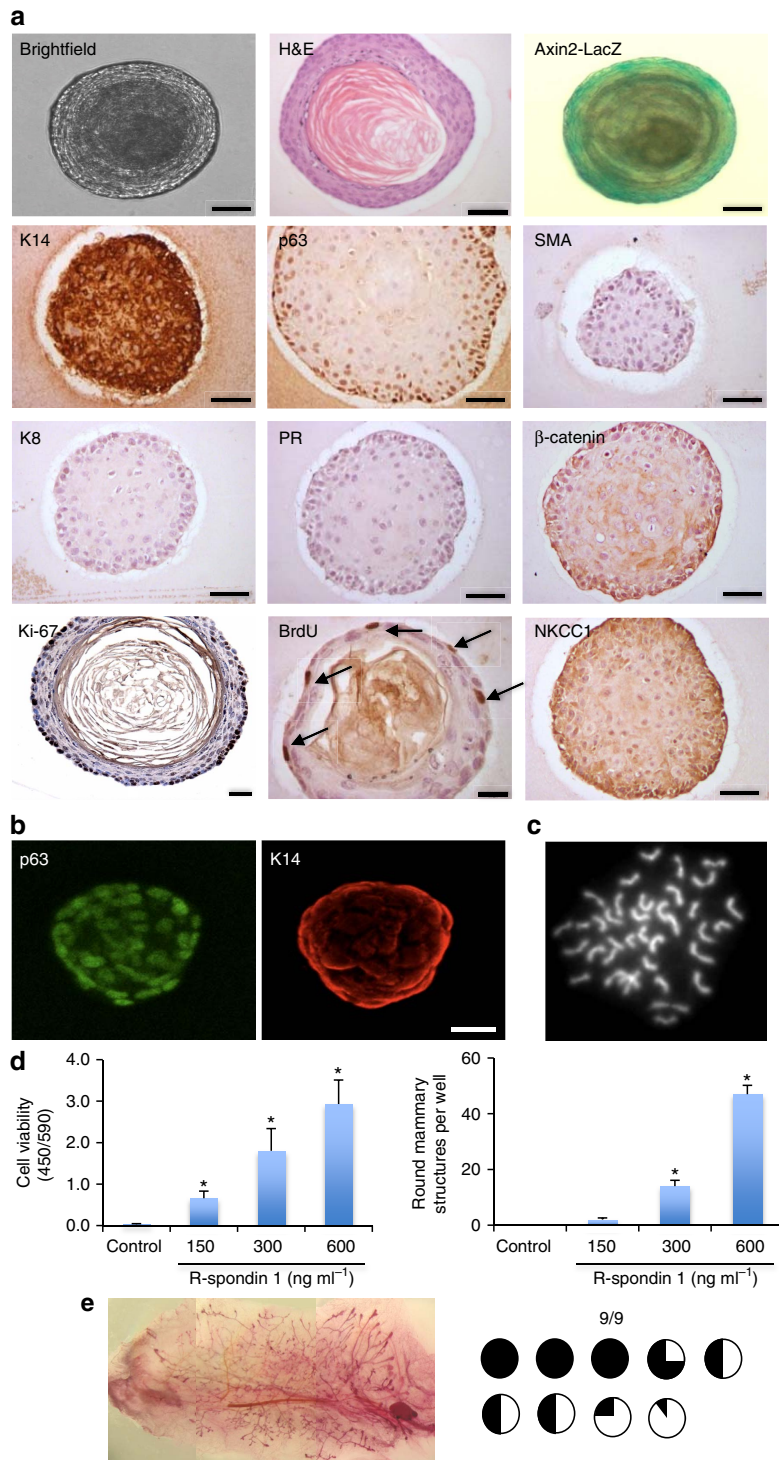 a
Brightfield
H&E
Axin2-LacZ
K14
p63
SMA
K8
PR
β-catenin
Ki-67
BrdU
NKCC1
b
c
p63
K14
d
Cell viability
(450/590)
4.0
3.0
2.0
1.0
0.0
*
*
*
Control
150
300
600
R-spondin 1 (ng ml⁻¹)
Round mammary
structures per well
60
40
20
0
*
*
Control
150
300
600
R-spondin 1 (ng ml⁻¹)
e
9/9